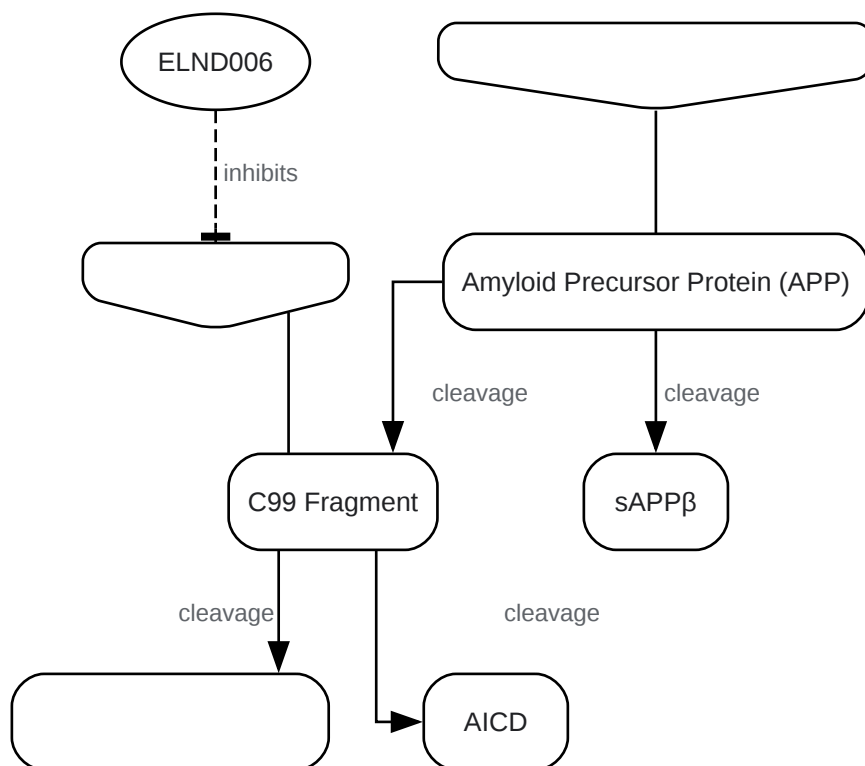 ELND006
inhibits
Amyloid Precursor Protein (APP)
cleavage
cleavage
C99 Fragment
sAPPβ
cleavage
cleavage
AICD